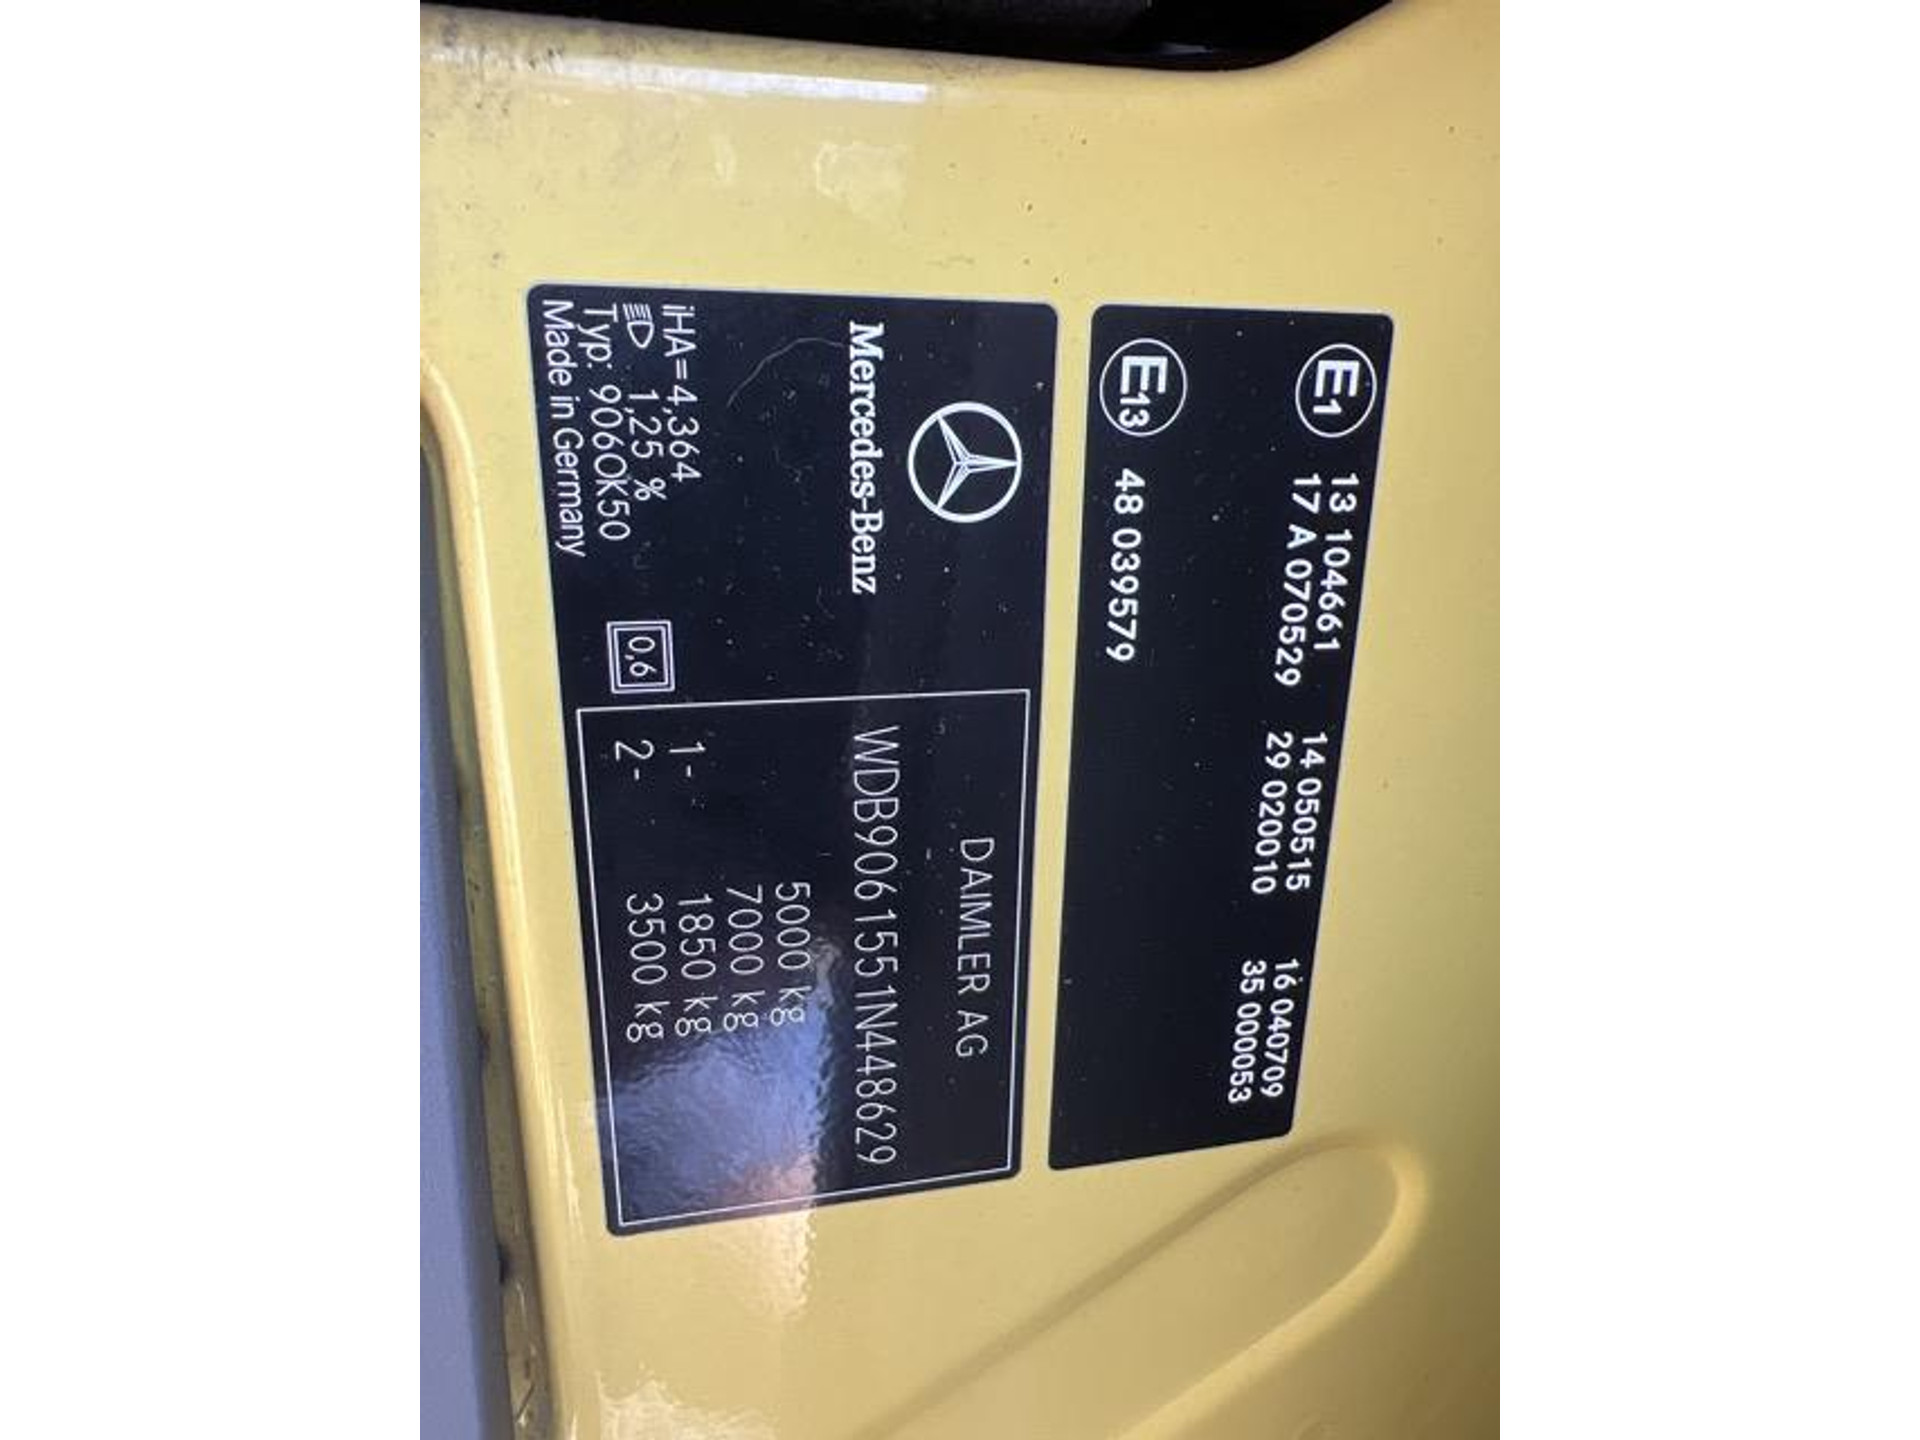 E1 13 104661 14 050515 16 040709
17 A 070529 29 020010 35 000053
E13 48 039579
Mercedes-Benz
iHA=4,364
1,25 %
Typ: 906OK50
Made in Germany
0,6
DAIMLER AG
WDB9061551N448629
5000 kg
7000 kg
1- 1850 kg
2- 3500 kg